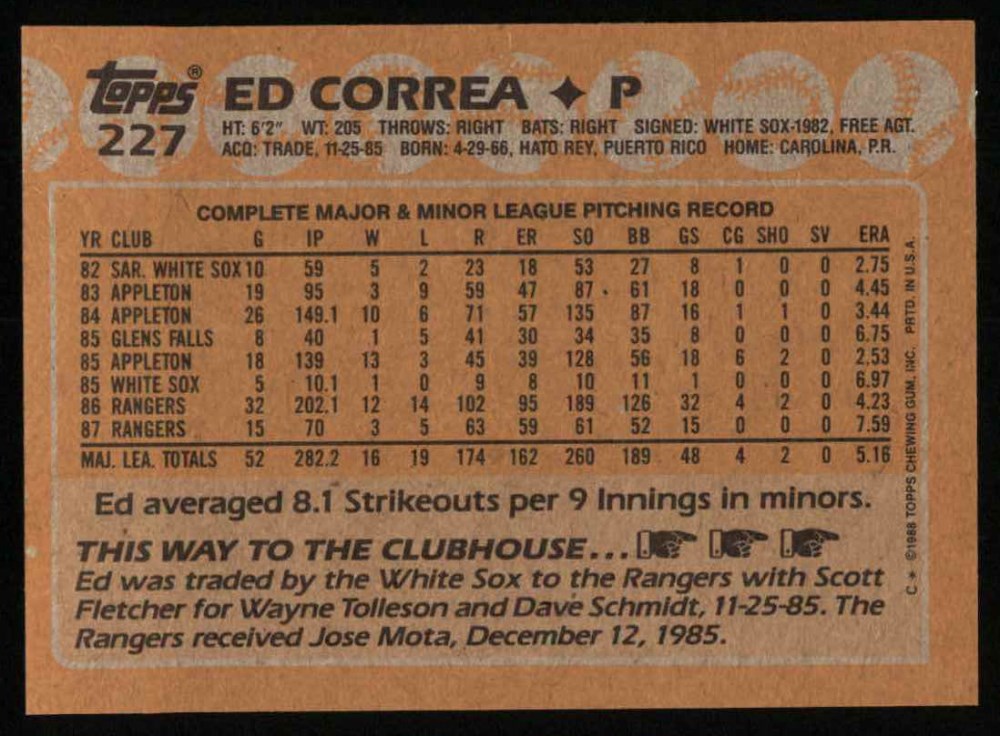 topps® ED CORREA ✦ P
227
HT: 6'2" WT: 205 THROWS: RIGHT BATS: RIGHT SIGNED: WHITE SOX-1982, FREE AGT.
ACQ: TRADE, 11-25-85 BORN: 4-29-66, HATO REY, PUERTO RICO HOME: CAROLINA, P.R.
COMPLETE MAJOR & MINOR LEAGUE PITCHING RECORD
YR CLUB G IP W L R ER SO BB GS CG SHO SV ERA
82 SAR. WHITE SOX 10 59 5 2 23 18 53 27 8 1 0 0 2.75
83 APPLETON 19 95 3 9 59 47 87 61 18 0 0 0 4.45
84 APPLETON 26 149.1 10 6 71 57 135 87 16 1 1 0 3.44
85 GLENS FALLS 8 40 1 5 41 30 34 35 8 0 0 0 6.75
85 APPLETON 18 139 13 3 45 39 128 56 18 6 2 0 2.53
85 WHITE SOX 5 10.1 1 0 9 8 10 11 1 0 0 0 6.97
86 RANGERS 32 202.1 12 14 102 95 189 126 32 4 2 0 4.23
87 RANGERS 15 70 3 5 63 59 61 52 15 0 0 0 7.59
MAJ. LEA. TOTALS 52 282.2 16 19 174 162 260 189 48 4 2 0 5.16
Ed averaged 8.1 Strikeouts per 9 Innings in minors.
THIS WAY TO THE CLUBHOUSE...
Ed was traded by the White Sox to the Rangers with Scott
Fletcher for Wayne Tolleson and Dave Schmidt, 11-25-85. The
Rangers received Jose Mota, December 12, 1985.
C* ©1988 TOPPS CHEWING GUM, INC. PRTD. IN U.S.A.